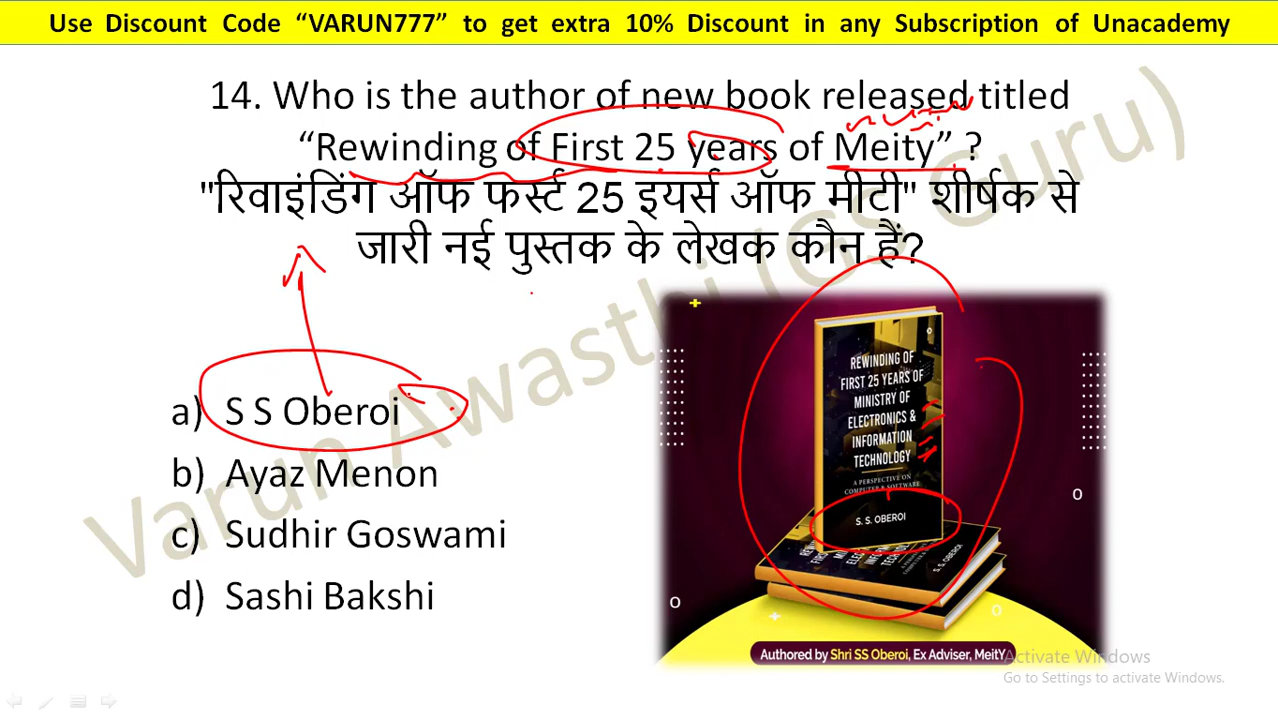 Use Discount Code “VARUN777” to get extra 10% Discount in any Subscription of Unacademy
14. Who is the author of new book released titled
“Rewinding of First 25 years of Meity” ?
"रिवाइंडिंग ऑफ फर्स्ट 25 इयर्स ऑफ मीटी" शीर्षक से
जारी नई पुस्तक के लेखक कौन हैं?
a) S S Oberoi
b) Ayaz Menon
c) Sudhir Goswami
d) Sashi Bakshi
Varun Awasthi (GS Guru)
REWINDING OF
FIRST 25 YEARS OF
MINISTRY OF
ELECTRONICS &
INFORMATION
TECHNOLOGY
A PERSPECTIVE ON
COMPUTER & SOFTWARE
S. S. OBEROI
S. S. OBEROI
Authored by Shri SS Oberoi, Ex Adviser, MeitY
Activate Windows
Go to Settings to activate Windows.